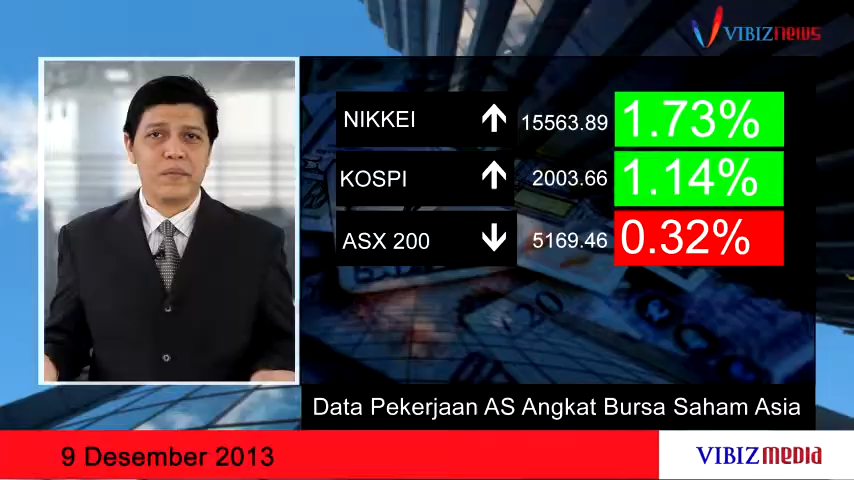 VIBIZNEWS
NIKKEI 15563.89 1.73%
KOSPI 2003.66 1.14%
ASX 200 5169.46 0.32%
20
Data Pekerjaan AS Angkat Bursa Saham Asia
9 Desember 2013
VIBIZMEDIA